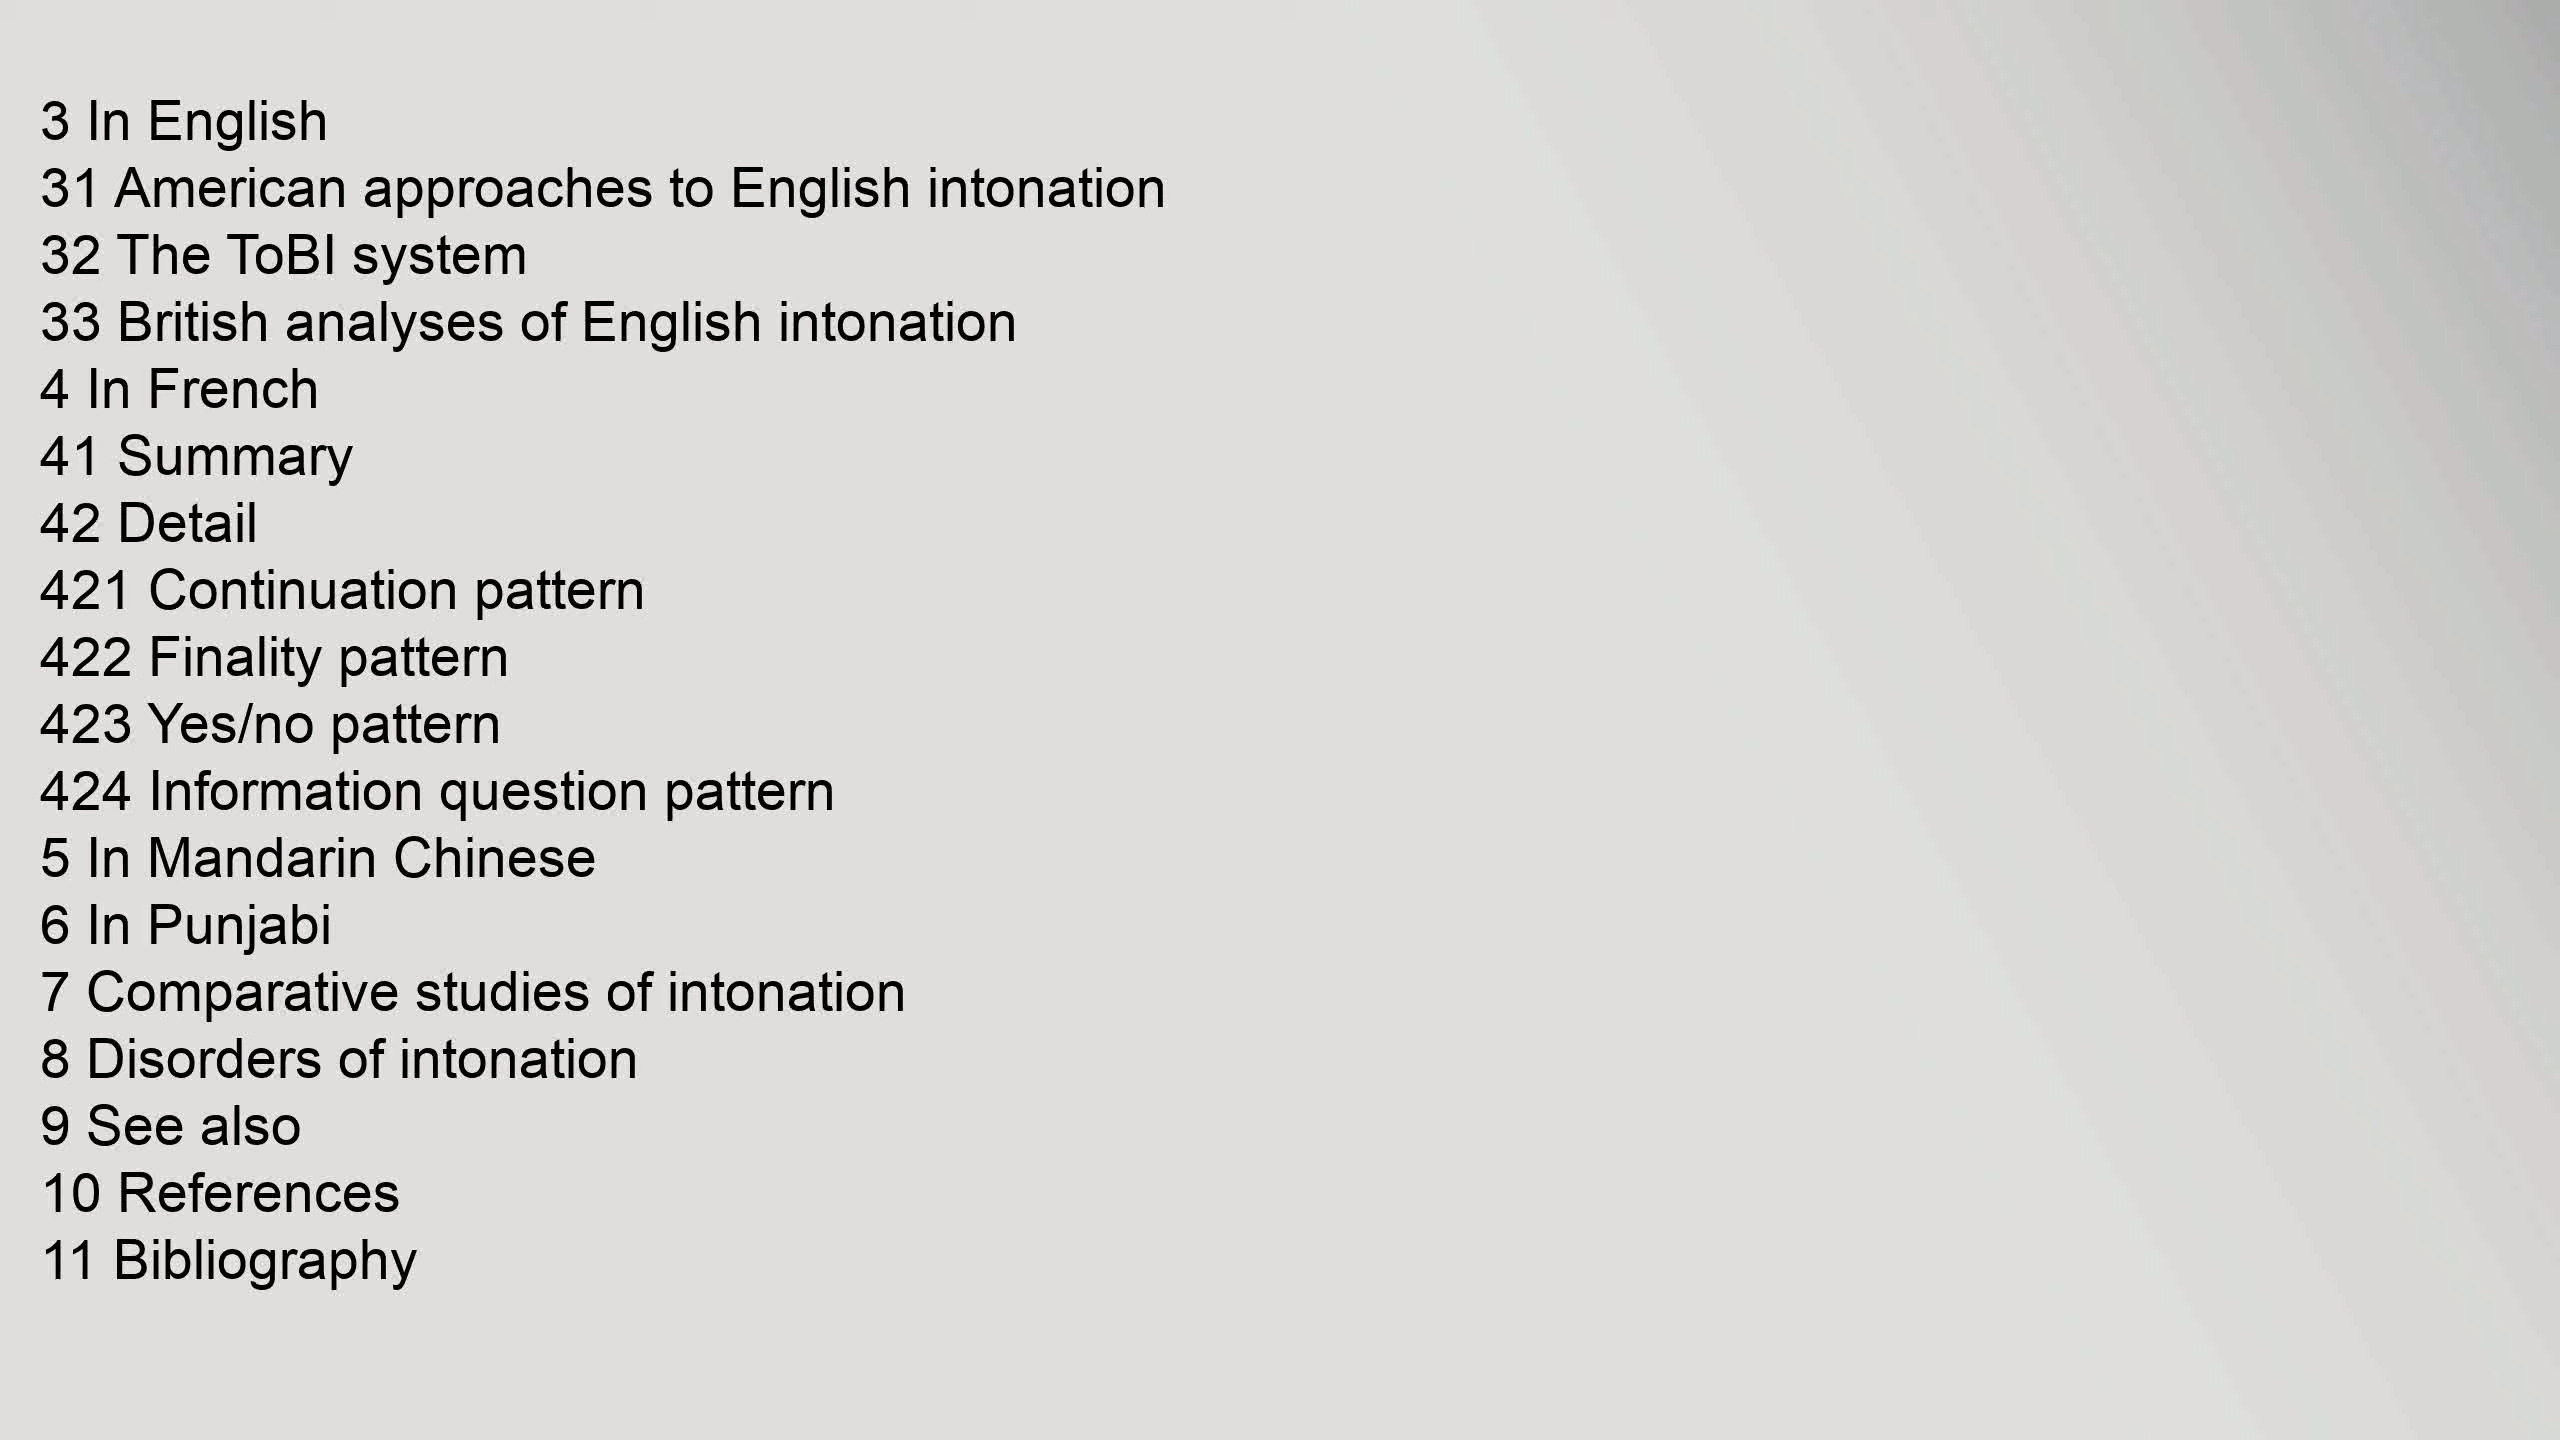 3 In English
31 American approaches to English intonation
32 The ToBI system
33 British analyses of English intonation
4 In French
41 Summary
42 Detail
421 Continuation pattern
422 Finality pattern
423 Yes/no pattern
424 Information question pattern
5 In Mandarin Chinese
6 In Punjabi
7 Comparative studies of intonation
8 Disorders of intonation
9 See also
10 References
11 Bibliography